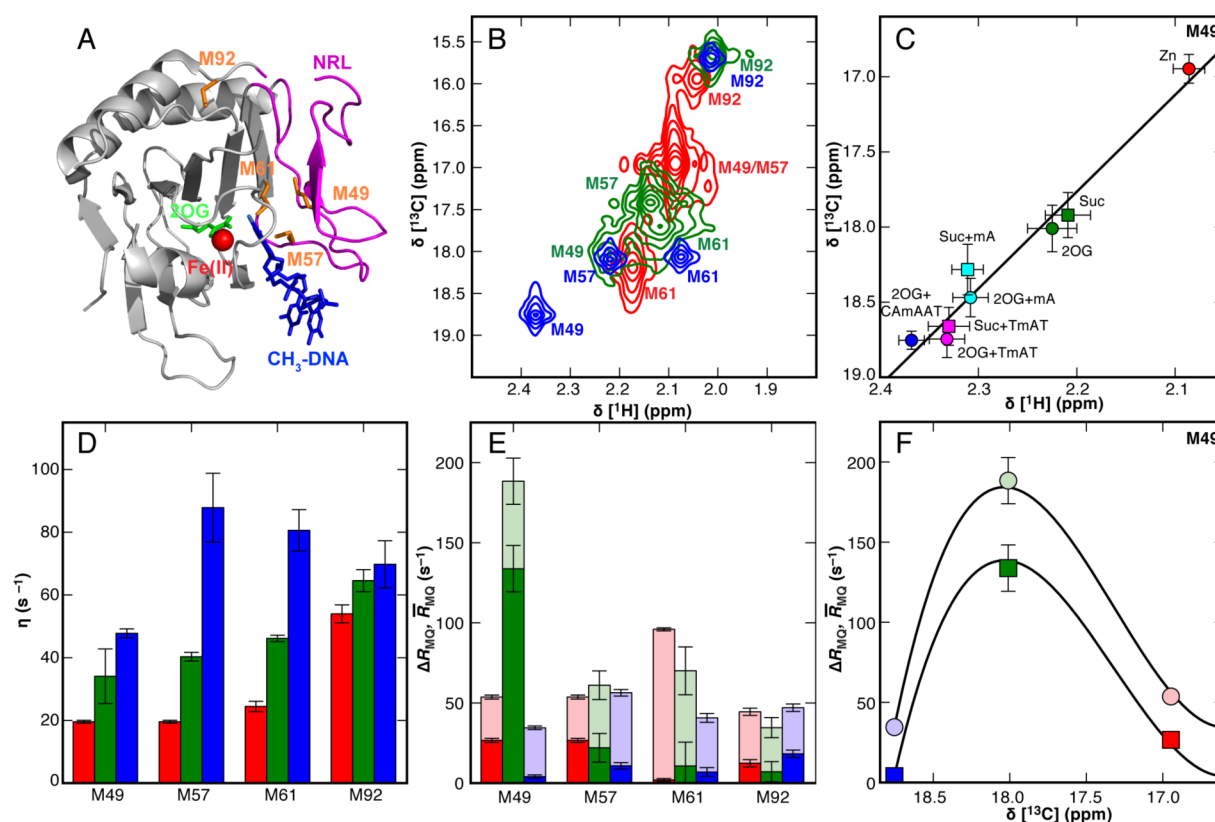 A
M92
NRL
M61
M49
2OG
Fe(II)
M57
CH₃-DNA
B
δ [¹³C] (ppm)
15.5
16.0
16.5
17.0
17.5
18.0
18.5
19.0
M92
M92
M92
M49/M57
M57
M49
M57
M61
M61
M61
M49
2.4 2.3 2.2 2.1 2.0 1.9
δ [¹H] (ppm)
C
M49
δ [¹³C] (ppm)
17.0
17.5
18.0
18.5
19.0
Zn
Suc
2OG
Suc+mA
2OG+mA
2OG+
CAmAAT
Suc+TmAT
2OG+TmAT
2.4 2.3 2.2 2.1
δ [¹H] (ppm)
D
η (s⁻¹)
100
80
60
40
20
0
M49 M57 M61 M92
E
ΔR_MQ, R̅_MQ (s⁻¹)
200
150
100
50
0
M49 M57 M61 M92
F
M49
ΔR_MQ, R̅_MQ (s⁻¹)
200
150
100
50
0
18.5 18.0 17.5 17.0
δ [¹³C] (ppm)